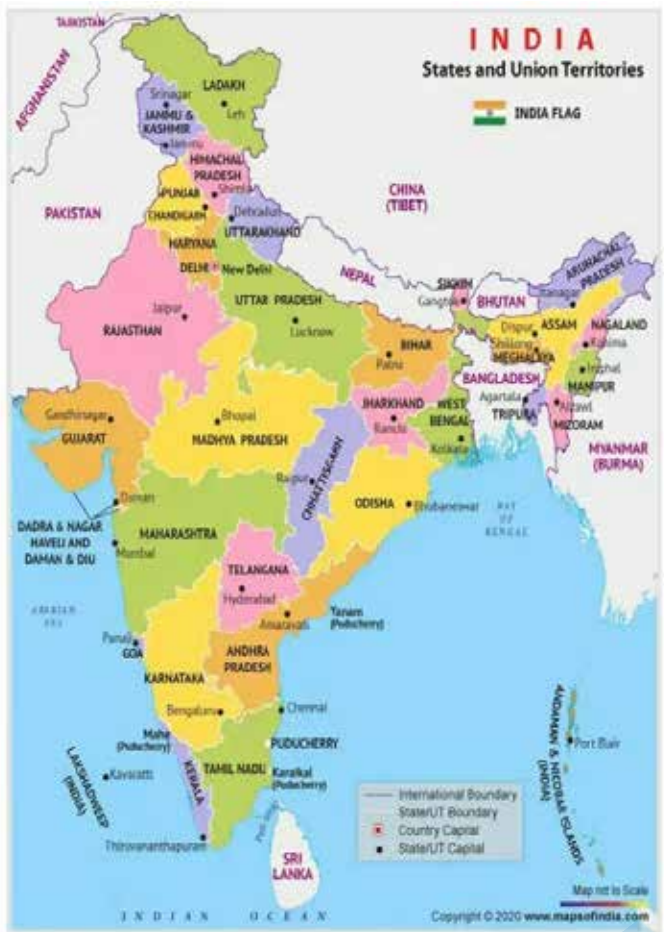 INDIA
States and Union Territories
INDIA FLAG
TAJIKISTAN
AFGHANISTAN
PAKISTAN
CHINA
(TIBET)
NEPAL
BHUTAN
BANGLADESH
MYANMAR
(BURMA)
SRI
LANKA
LADAKH
Leh
Srinagar
JAMMU &
KASHMIR
Jammu
HIMACHAL
PRADESH
Shimla
PUNJAB
CHANDIGARH
Dehradun
UTTARAKHAND
HARYANA
DELHI
New Delhi
UTTAR PRADESH
Lucknow
Jaipur
RAJASTHAN
BIHAR
Patna
SIKKIM
Gangtok
ARUNACHAL
PRADESH
Itanagar
Dispur
ASSAM
NAGALAND
Kohima
Shillong
MEGHALAYA
Imphal
MANIPUR
Agartala
TRIPURA
Aizawl
MIZORAM
Gandhinagar
GUJARAT
Bhopal
MADHYA PRADESH
JHARKHAND
Ranchi
WEST
BENGAL
Kolkata
Raipur
CHHATTISGARH
ODISHA
Bhubaneswar
Daman
DADRA & NAGAR
HAVELI AND
DAMAN & DIU
MAHARASHTRA
Mumbai
BAY
OF
BENGAL
ARABIAN
SEA
TELANGANA
Hyderabad
Amaravati
Yanam
(Puducherry)
Panaji
GOA
KARNATAKA
ANDHRA
PRADESH
Bengaluru
Chennai
Mahe
(Puducherry)
PUDUCHERRY
KERALA
TAMIL NADU
Karaikal
(Puducherry)
LAKSHADWEEP
(INDIA)
Kavaratti
Thiruvananthapuram
ANDAMAN & NICOBAR ISLANDS
(INDIA)
Port Blair
International Boundary
State/UT Boundary
Country Capital
State/UT Capital
Map not to Scale
INDIAN OCEAN
Copyright © 2020 www.mapsofindia.com